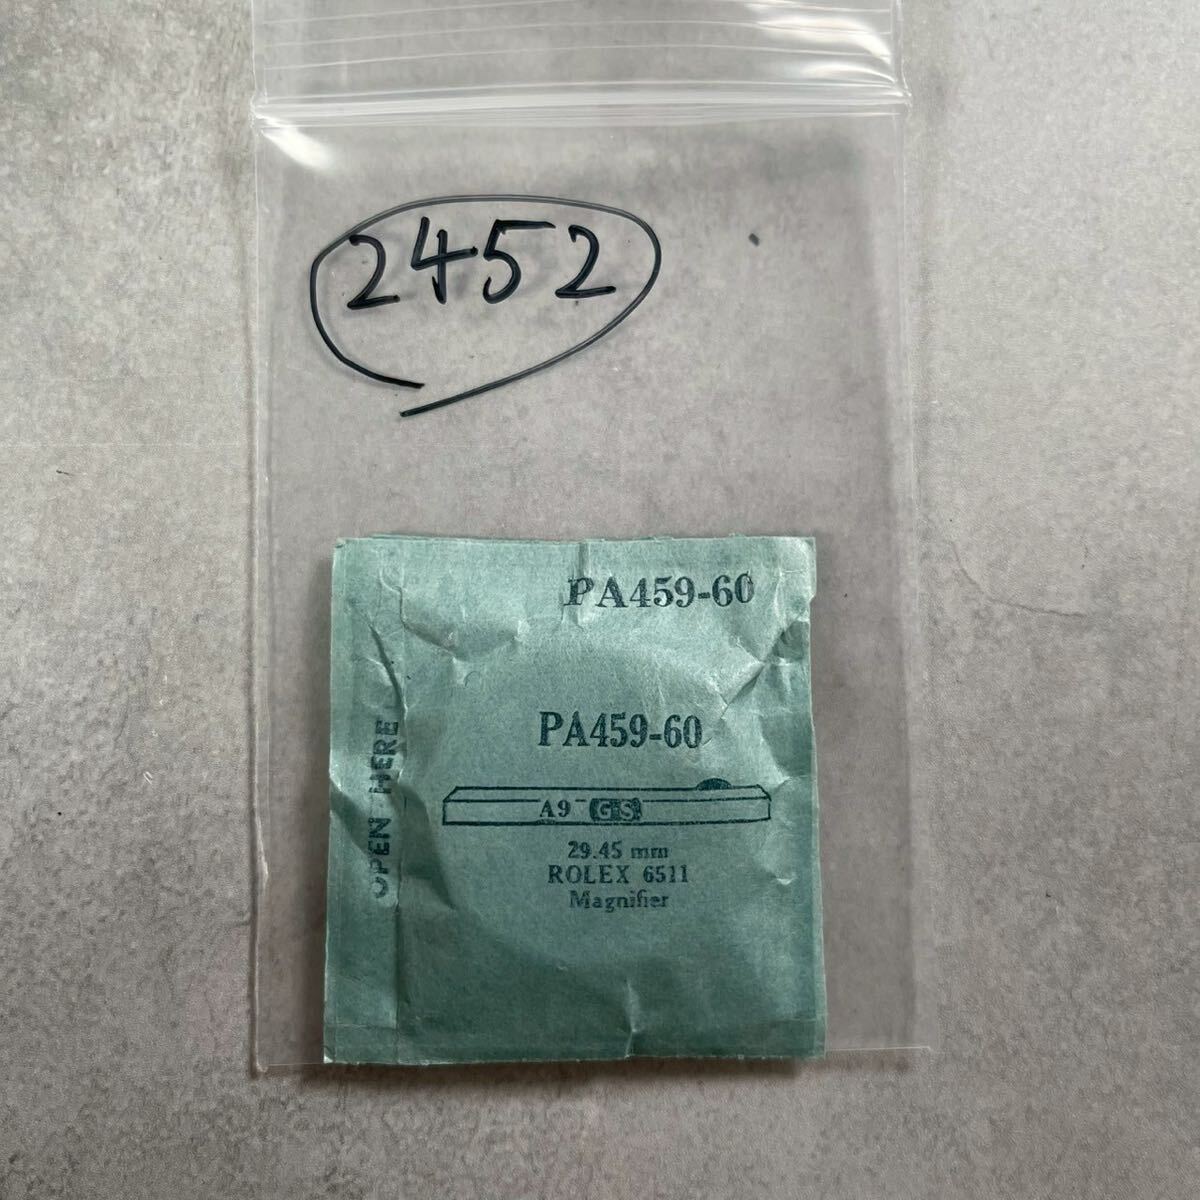 2452
PA459-60
PA459-60
A9 GS
29.45 mm
ROLEX 6511
Magnifier
OPEN HERE